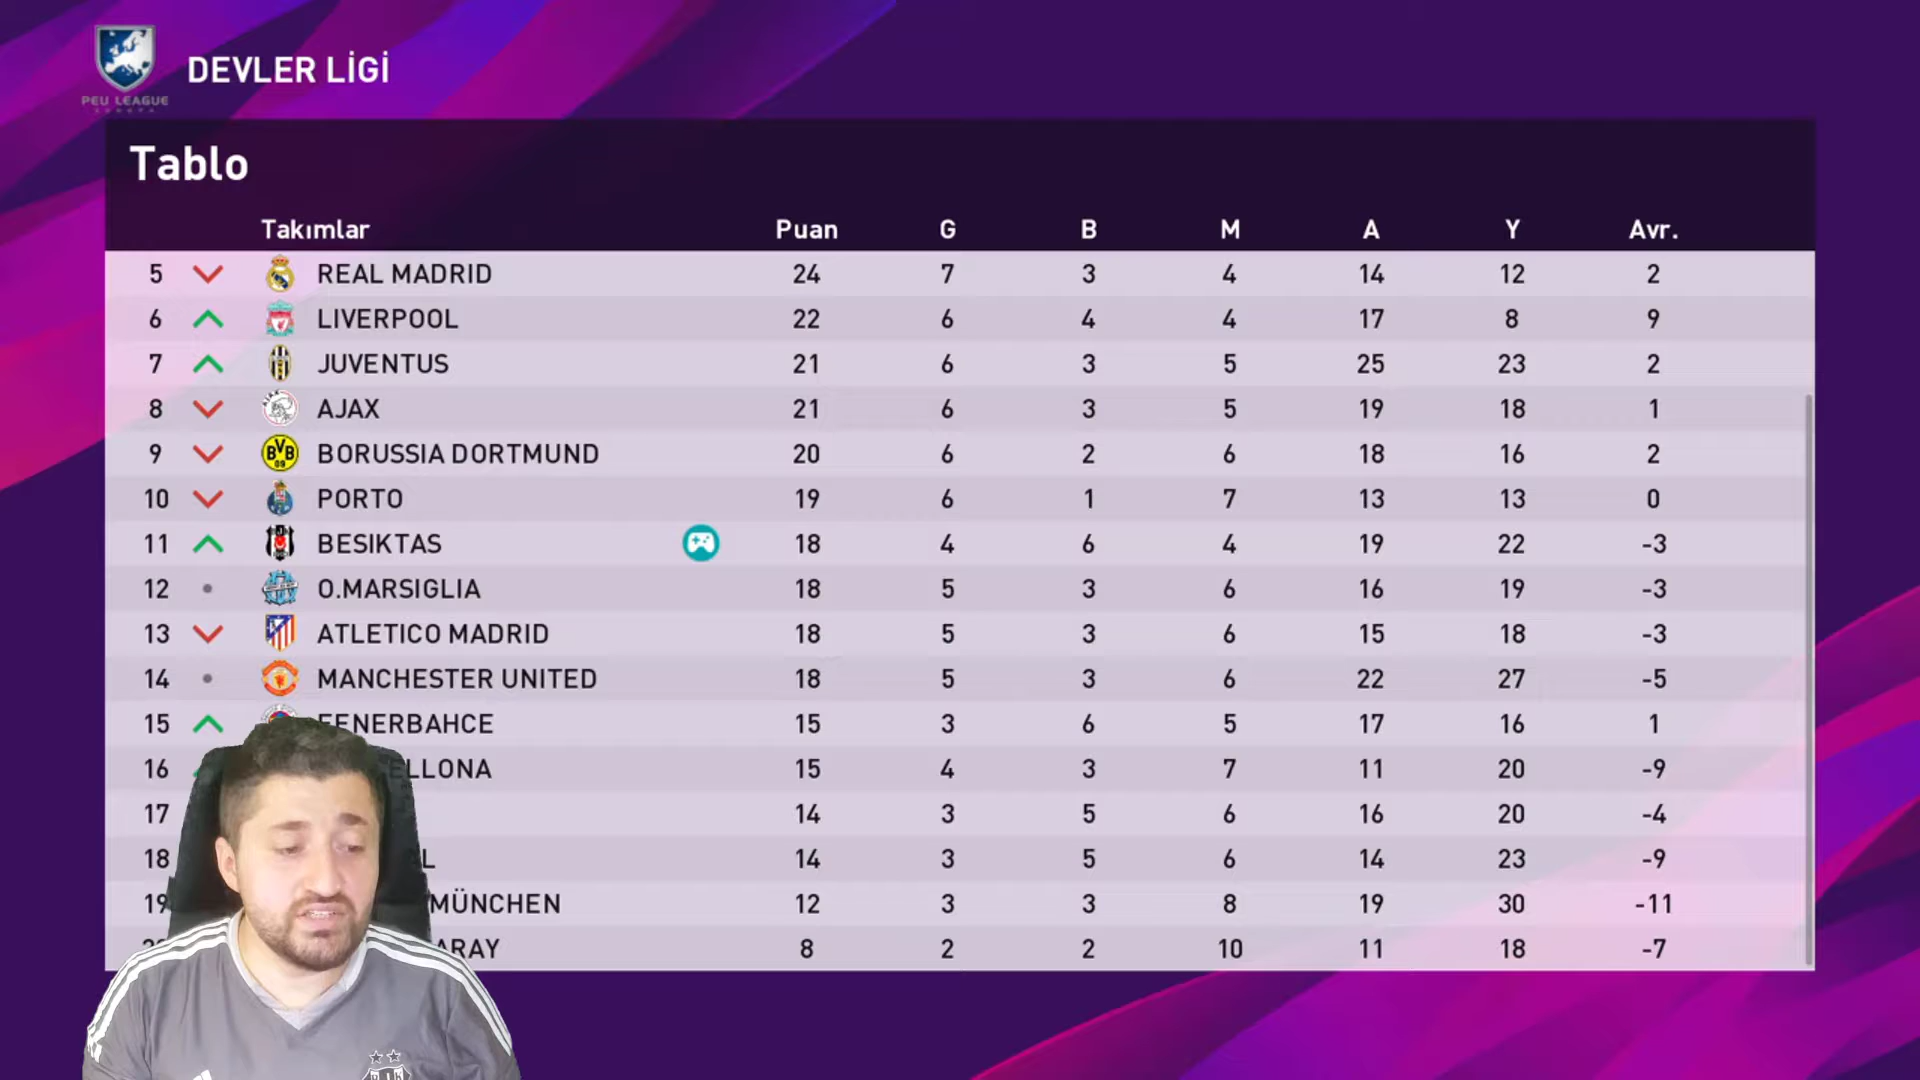 PEU LEAGUE
DEVLER LİGİ
Tablo
Takımlar Puan G B M A Y Avr.
5 REAL MADRID 24 7 3 4 14 12 2
6 LIVERPOOL 22 6 4 4 17 8 9
7 JUVENTUS 21 6 3 5 25 23 2
8 AJAX 21 6 3 5 19 18 1
9 BORUSSIA DORTMUND 20 6 2 6 18 16 2
10 PORTO 19 6 1 7 13 13 0
11 BESIKTAS 18 4 6 4 19 22 -3
12 O.MARSIGLIA 18 5 3 6 16 19 -3
13 ATLETICO MADRID 18 5 3 6 15 18 -3
14 MANCHESTER UNITED 18 5 3 6 22 27 -5
15 FENERBAHCE 15 3 6 5 17 16 1
16 ELLONA 15 4 3 7 11 20 -9
17 14 3 5 6 16 20 -4
18 L 14 3 5 6 14 23 -9
19 MÜNCHEN 12 3 3 8 19 30 -11
ARAY 8 2 2 10 11 18 -7